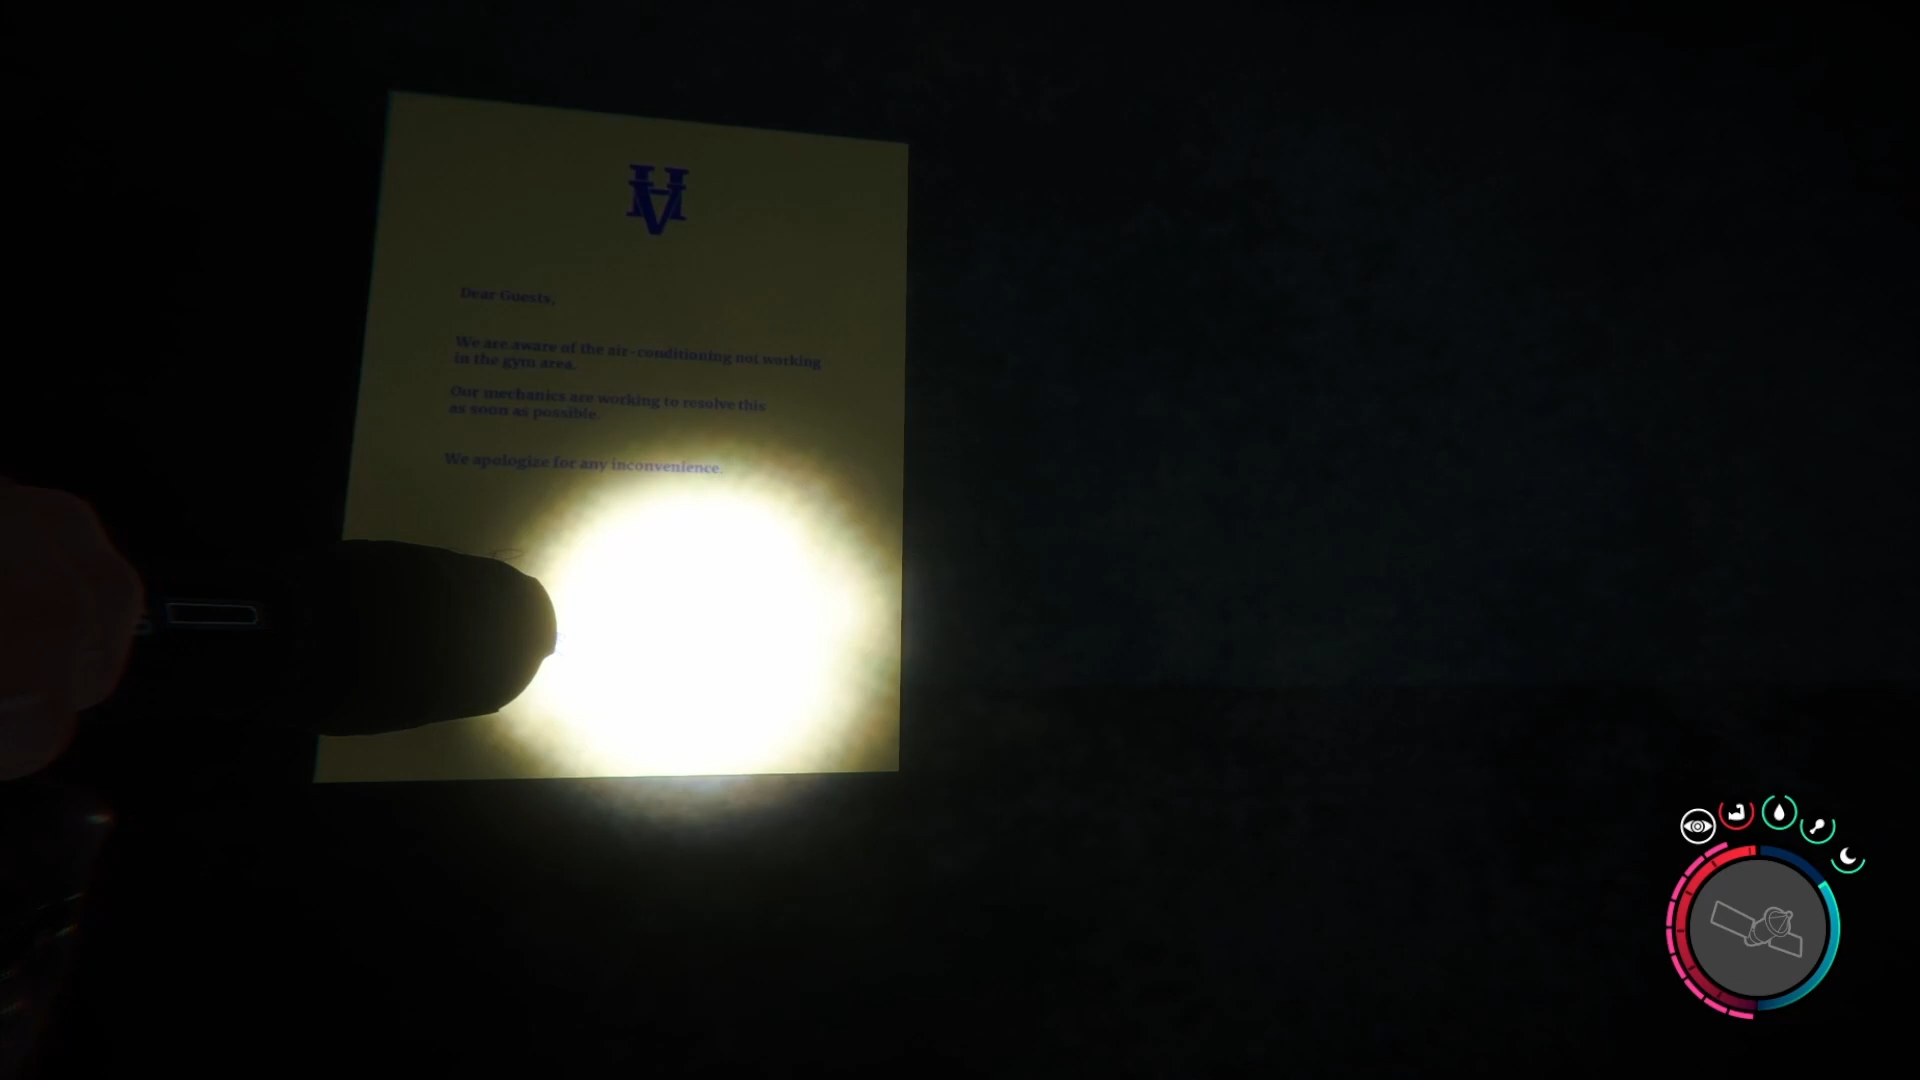 Dear Guests,
We are aware of the air-conditioning not working
in the gym area.
Our mechanics are working to resolve this
as soon as possible.
We apologize for any inconvenience.